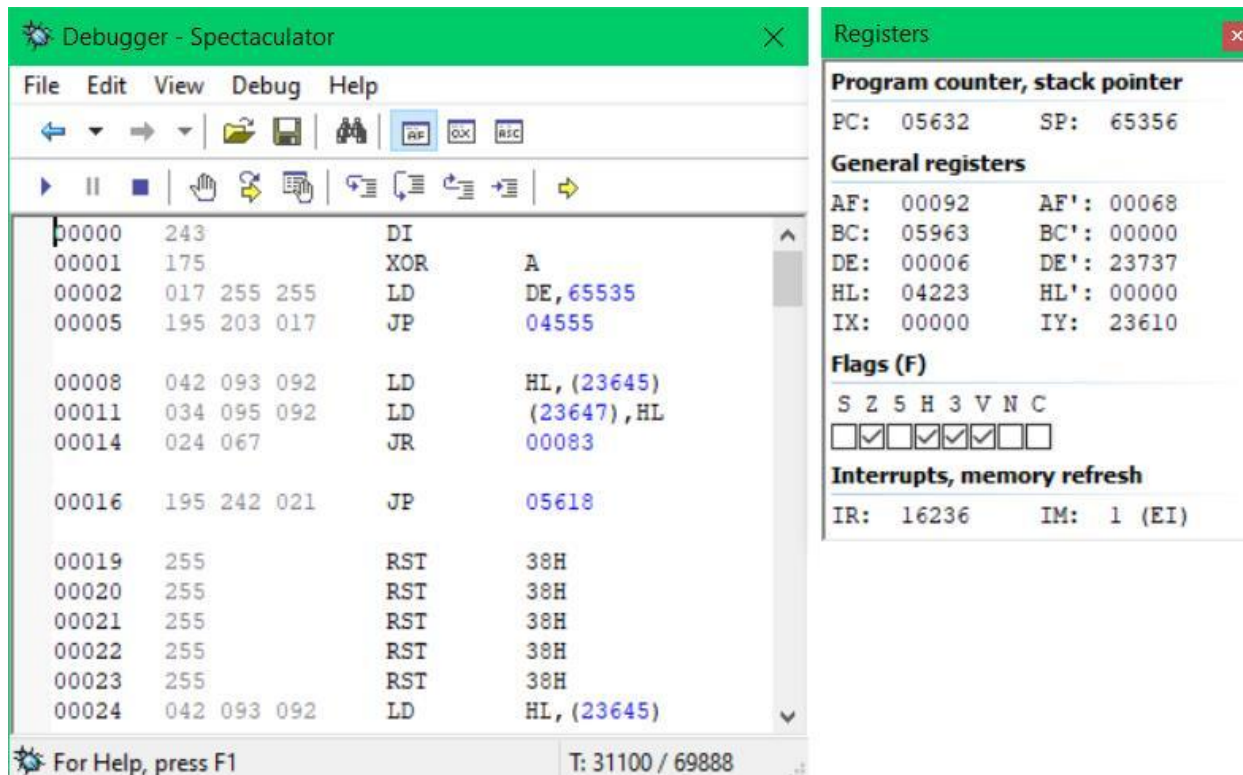 Debugger - Spectaculator
File Edit View Debug Help
AF 0X ASC
00000 243 DI
00001 175 XOR A
00002 017 255 255 LD DE,65535
00005 195 203 017 JP 04555
00008 042 093 092 LD HL,(23645)
00011 034 095 092 LD (23647),HL
00014 024 067 JR 00083
00016 195 242 021 JP 05618
00019 255 RST 38H
00020 255 RST 38H
00021 255 RST 38H
00022 255 RST 38H
00023 255 RST 38H
00024 042 093 092 LD HL,(23645)
For Help, press F1 T: 31100 / 69888
Registers
Program counter, stack pointer
PC: 05632 SP: 65356
General registers
AF: 00092 AF': 00068
BC: 05963 BC': 00000
DE: 00006 DE': 23737
HL: 04223 HL': 00000
IX: 00000 IY: 23610
Flags (F)
S Z 5 H 3 V N C
Interrupts, memory refresh
IR: 16236 IM: 1 (EI)